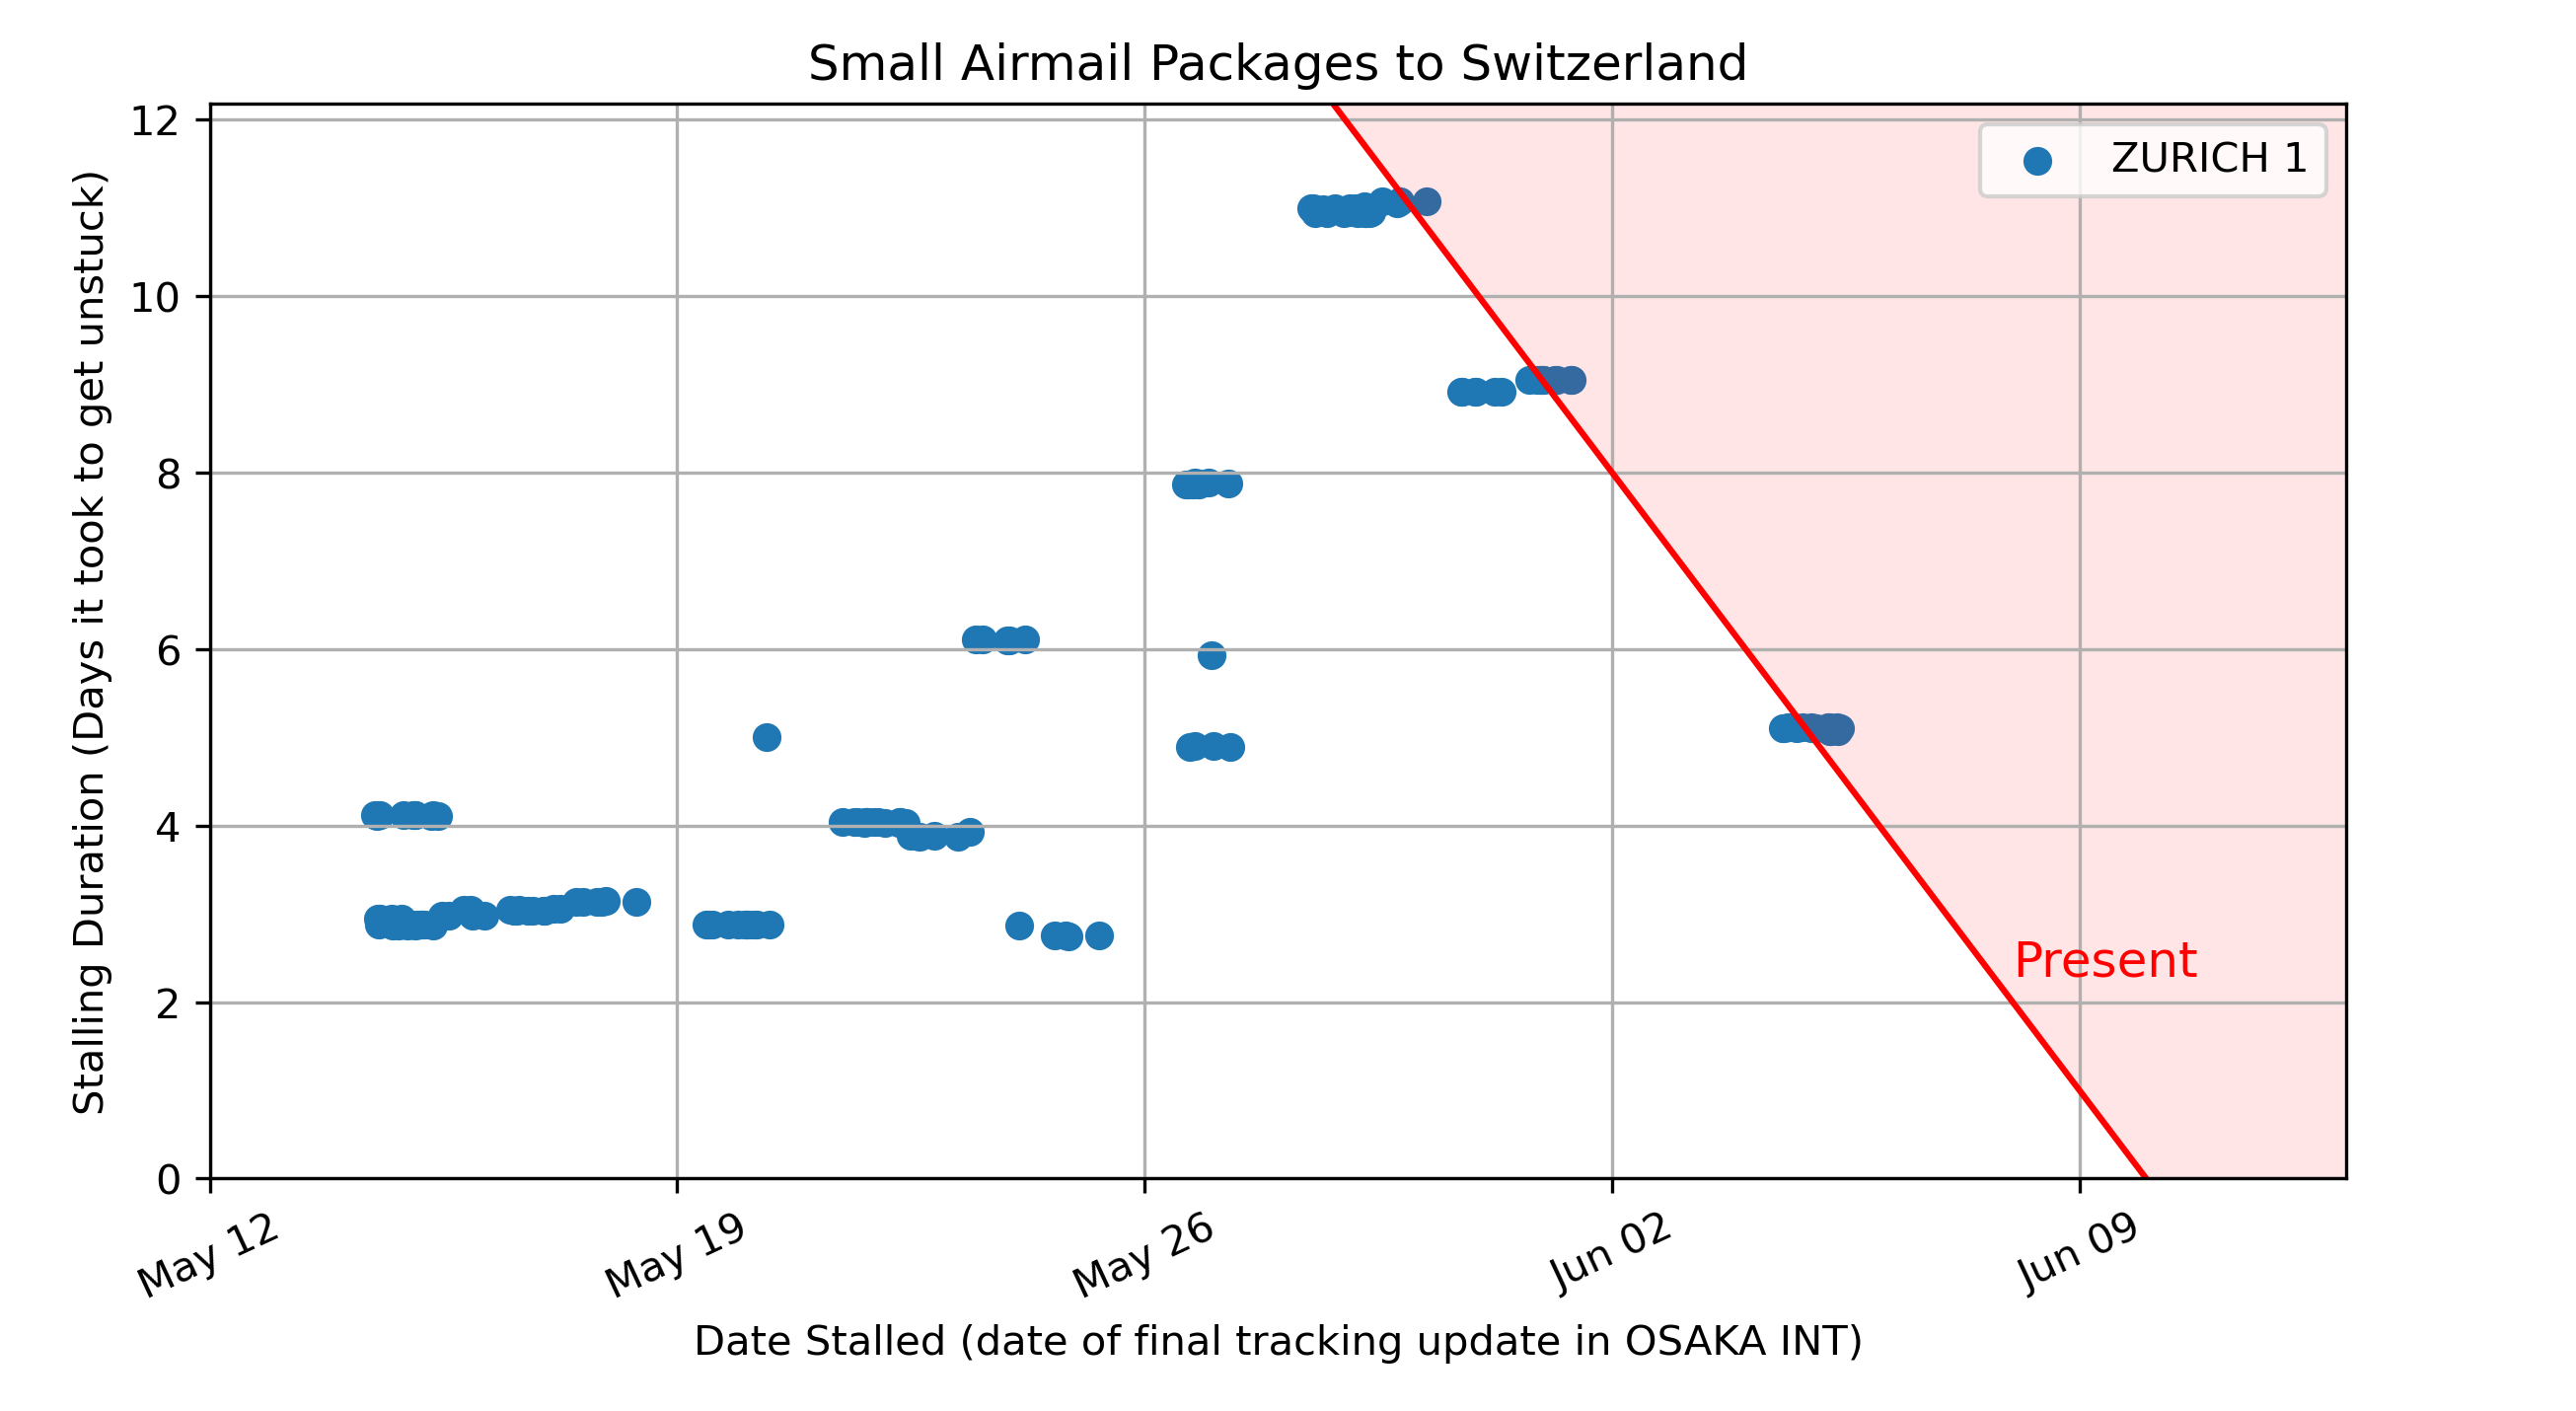 Small Airmail Packages to Switzerland
Stalling Duration (Days it took to get unstuck)
12
10
8
6
4
2
0
ZURICH 1
Present
May 12
May 19
May 26
Jun 02
Jun 09
Date Stalled (date of final tracking update in OSAKA INT)